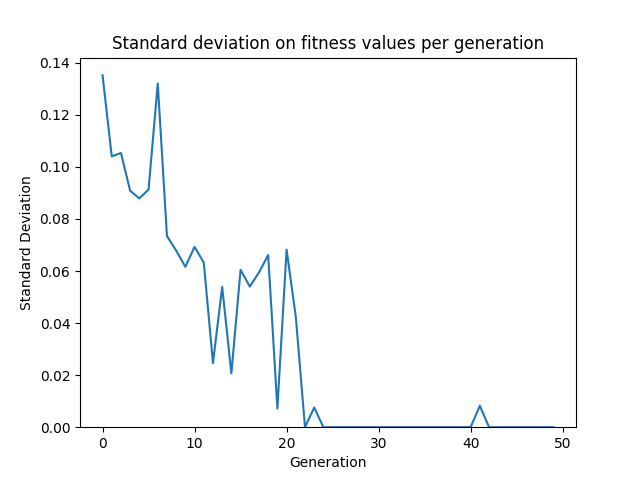 Standard deviation on fitness values per generation
0.14
0.12
0.10
0.08
0.06
0.04
0.02
0.00
Standard Deviation
0 10 20 30 40 50
Generation